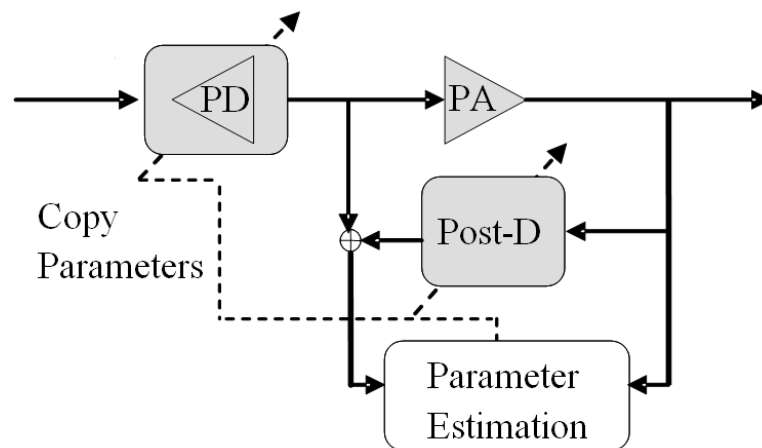 PD
PA
Copy
Parameters
Post-D
Parameter
Estimation